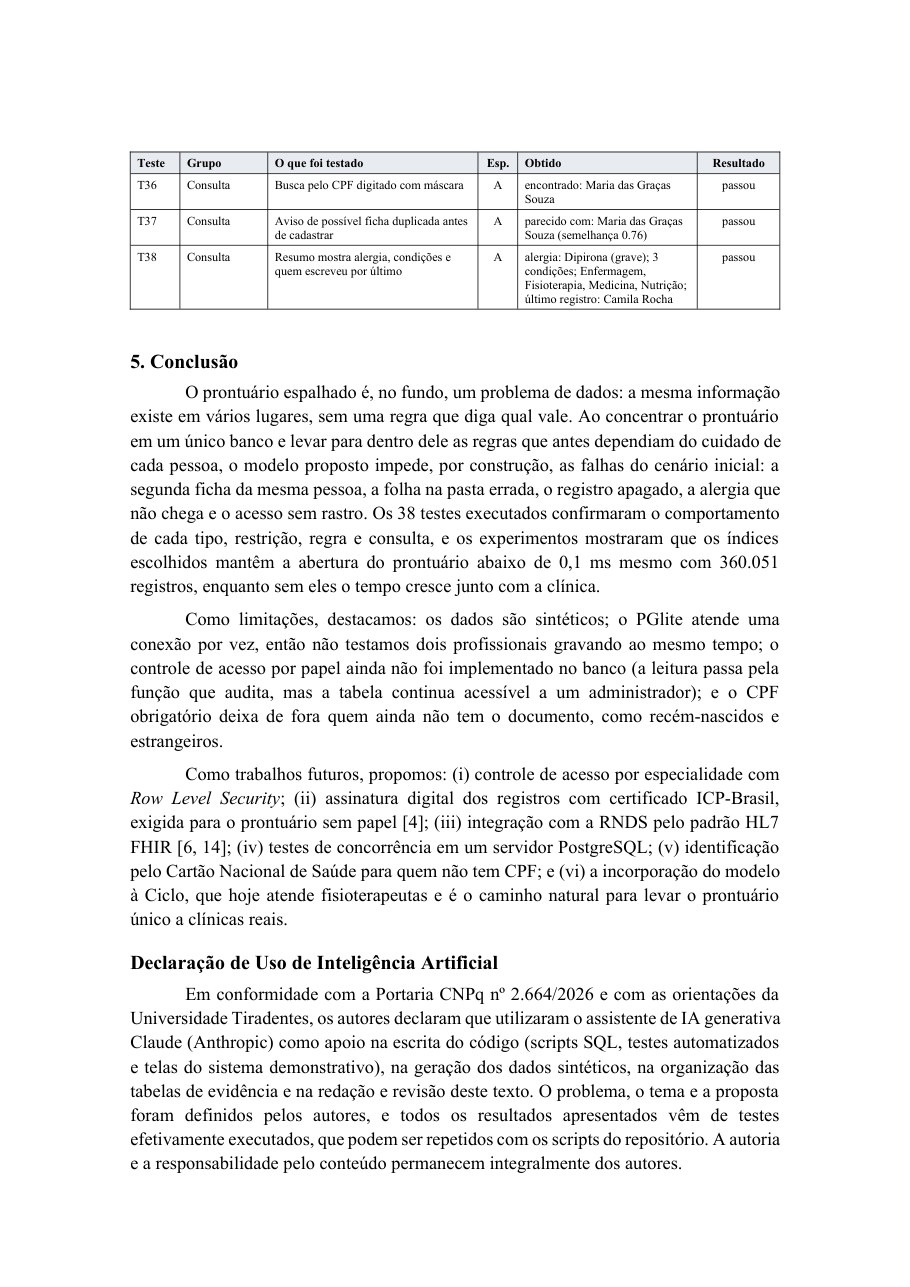 Teste Grupo O que foi testado Esp. Obtido Resultado
T36 Consulta Busca pelo CPF digitado com máscara A encontrado: Maria das Graças Souza passou
T37 Consulta Aviso de possível ficha duplicada antes de cadastrar A parecido com: Maria das Graças Souza (semelhança 0.76) passou
T38 Consulta Resumo mostra alergia, condições e quem escreveu por último A alergia: Dipirona (grave); 3 condições; Enfermagem, Fisioterapia, Medicina, Nutrição; último registro: Camila Rocha passou
5. Conclusão
O prontuário espalhado é, no fundo, um problema de dados: a mesma informação
existe em vários lugares, sem uma regra que diga qual vale. Ao concentrar o prontuário
em um único banco e levar para dentro dele as regras que antes dependiam do cuidado de
cada pessoa, o modelo proposto impede, por construção, as falhas do cenário inicial: a
segunda ficha da mesma pessoa, a folha na pasta errada, o registro apagado, a alergia que
não chega e o acesso sem rastro. Os 38 testes executados confirmaram o comportamento
de cada tipo, restrição, regra e consulta, e os experimentos mostraram que os índices
escolhidos mantêm a abertura do prontuário abaixo de 0,1 ms mesmo com 360.051
registros, enquanto sem eles o tempo cresce junto com a clínica.
Como limitações, destacamos: os dados são sintéticos; o PGlite atende uma
conexão por vez, então não testamos dois profissionais gravando ao mesmo tempo; o
controle de acesso por papel ainda não foi implementado no banco (a leitura passa pela
função que audita, mas a tabela continua acessível a um administrador); e o CPF
obrigatório deixa de fora quem ainda não tem o documento, como recém-nascidos e
estrangeiros.
Como trabalhos futuros, propomos: (i) controle de acesso por especialidade com
Row Level Security; (ii) assinatura digital dos registros com certificado ICP-Brasil,
exigida para o prontuário sem papel [4]; (iii) integração com a RNDS pelo padrão HL7
FHIR [6, 14]; (iv) testes de concorrência em um servidor PostgreSQL; (v) identificação
pelo Cartão Nacional de Saúde para quem não tem CPF; e (vi) a incorporação do modelo
à Ciclo, que hoje atende fisioterapeutas e é o caminho natural para levar o prontuário
único a clínicas reais.
Declaração de Uso de Inteligência Artificial
Em conformidade com a Portaria CNPq nº 2.664/2026 e com as orientações da
Universidade Tiradentes, os autores declaram que utilizaram o assistente de IA generativa
Claude (Anthropic) como apoio na escrita do código (scripts SQL, testes automatizados
e telas do sistema demonstrativo), na geração dos dados sintéticos, na organização das
tabelas de evidência e na redação e revisão deste texto. O problema, o tema e a proposta
foram definidos pelos autores, e todos os resultados apresentados vêm de testes
efetivamente executados, que podem ser repetidos com os scripts do repositório. A autoria
e a responsabilidade pelo conteúdo permanecem integralmente dos autores.